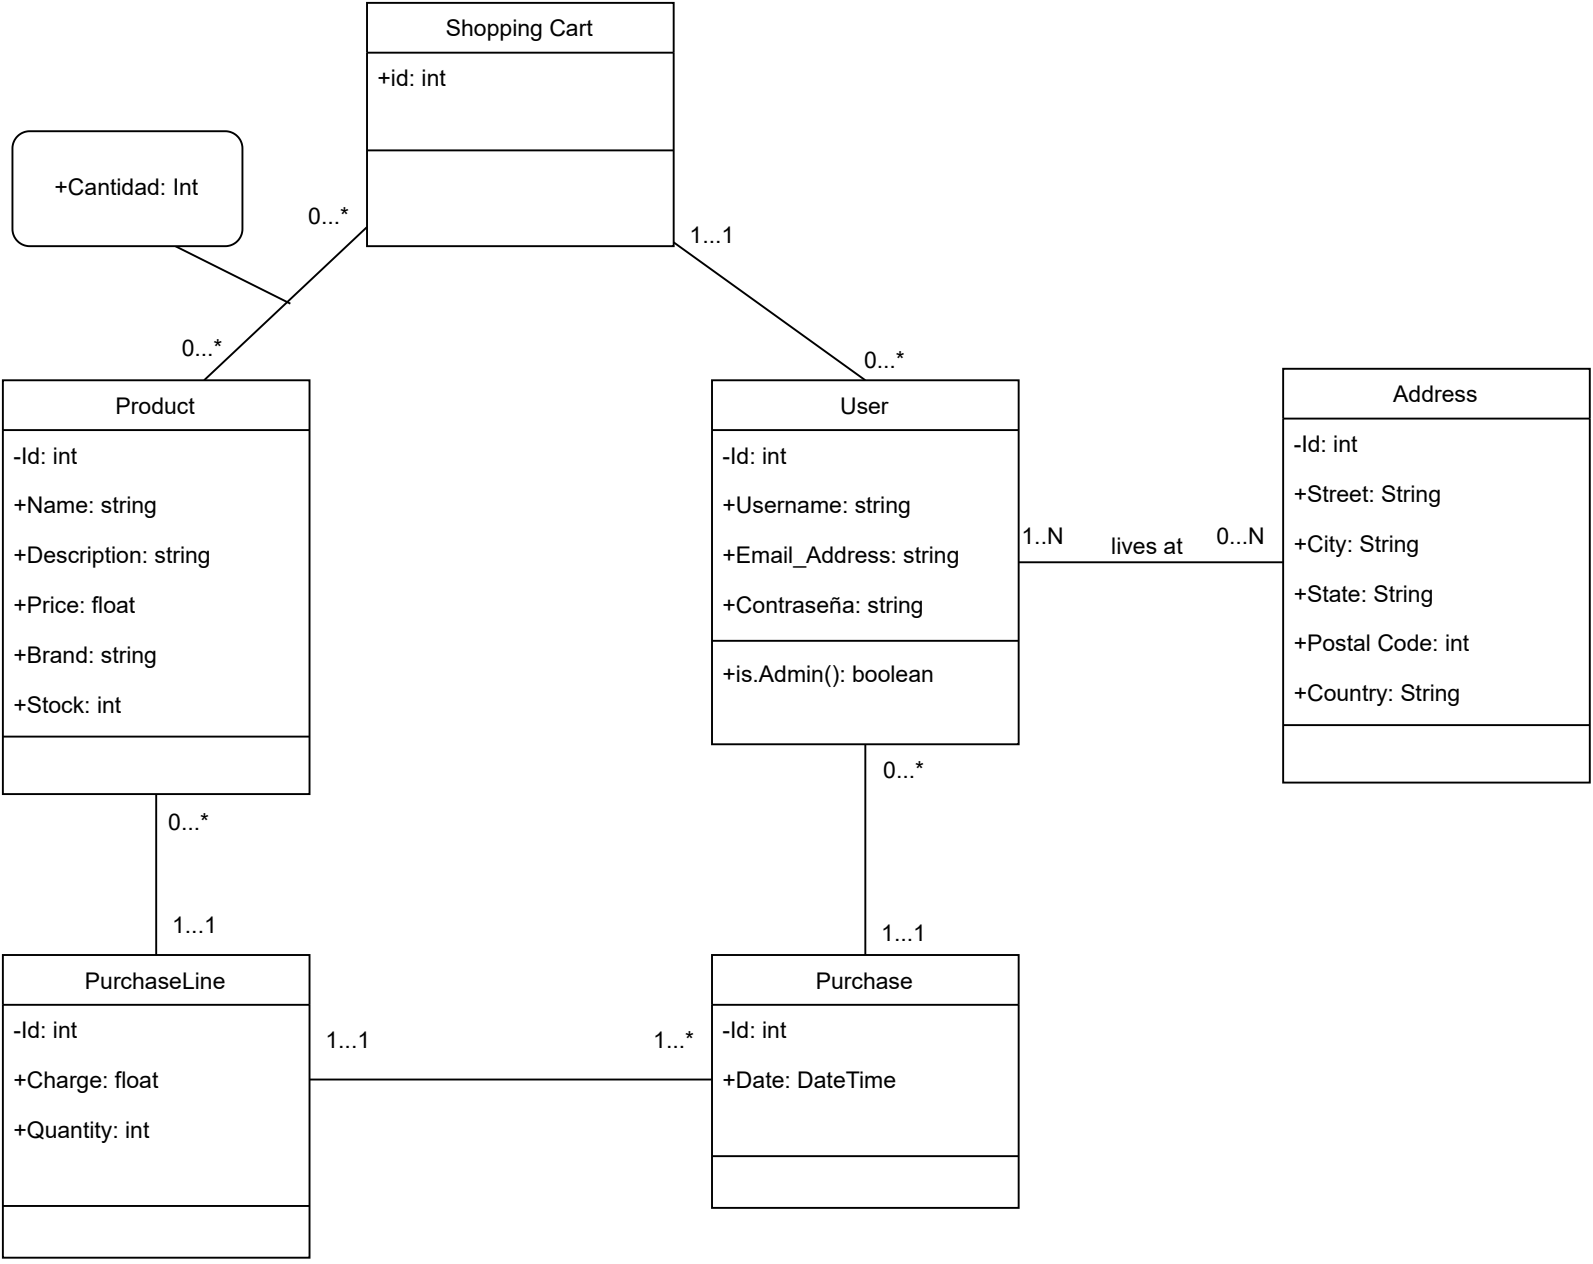 Shopping Cart
+id: int
+Cantidad: Int
0...*
1...1
0...*
0...*
Product
-Id: int
+Name: string
+Description: string
+Price: float
+Brand: string
+Stock: int
User
-Id: int
+Username: string
+Email_Address: string
+Contraseña: string
+is.Admin(): boolean
1..N
lives at
0...N
Address
-Id: int
+Street: String
+City: String
+State: String
+Postal Code: int
+Country: String
0...*
0...*
1...1
1...1
PurchaseLine
-Id: int
+Charge: float
+Quantity: int
1...1
1...*
Purchase
-Id: int
+Date: DateTime